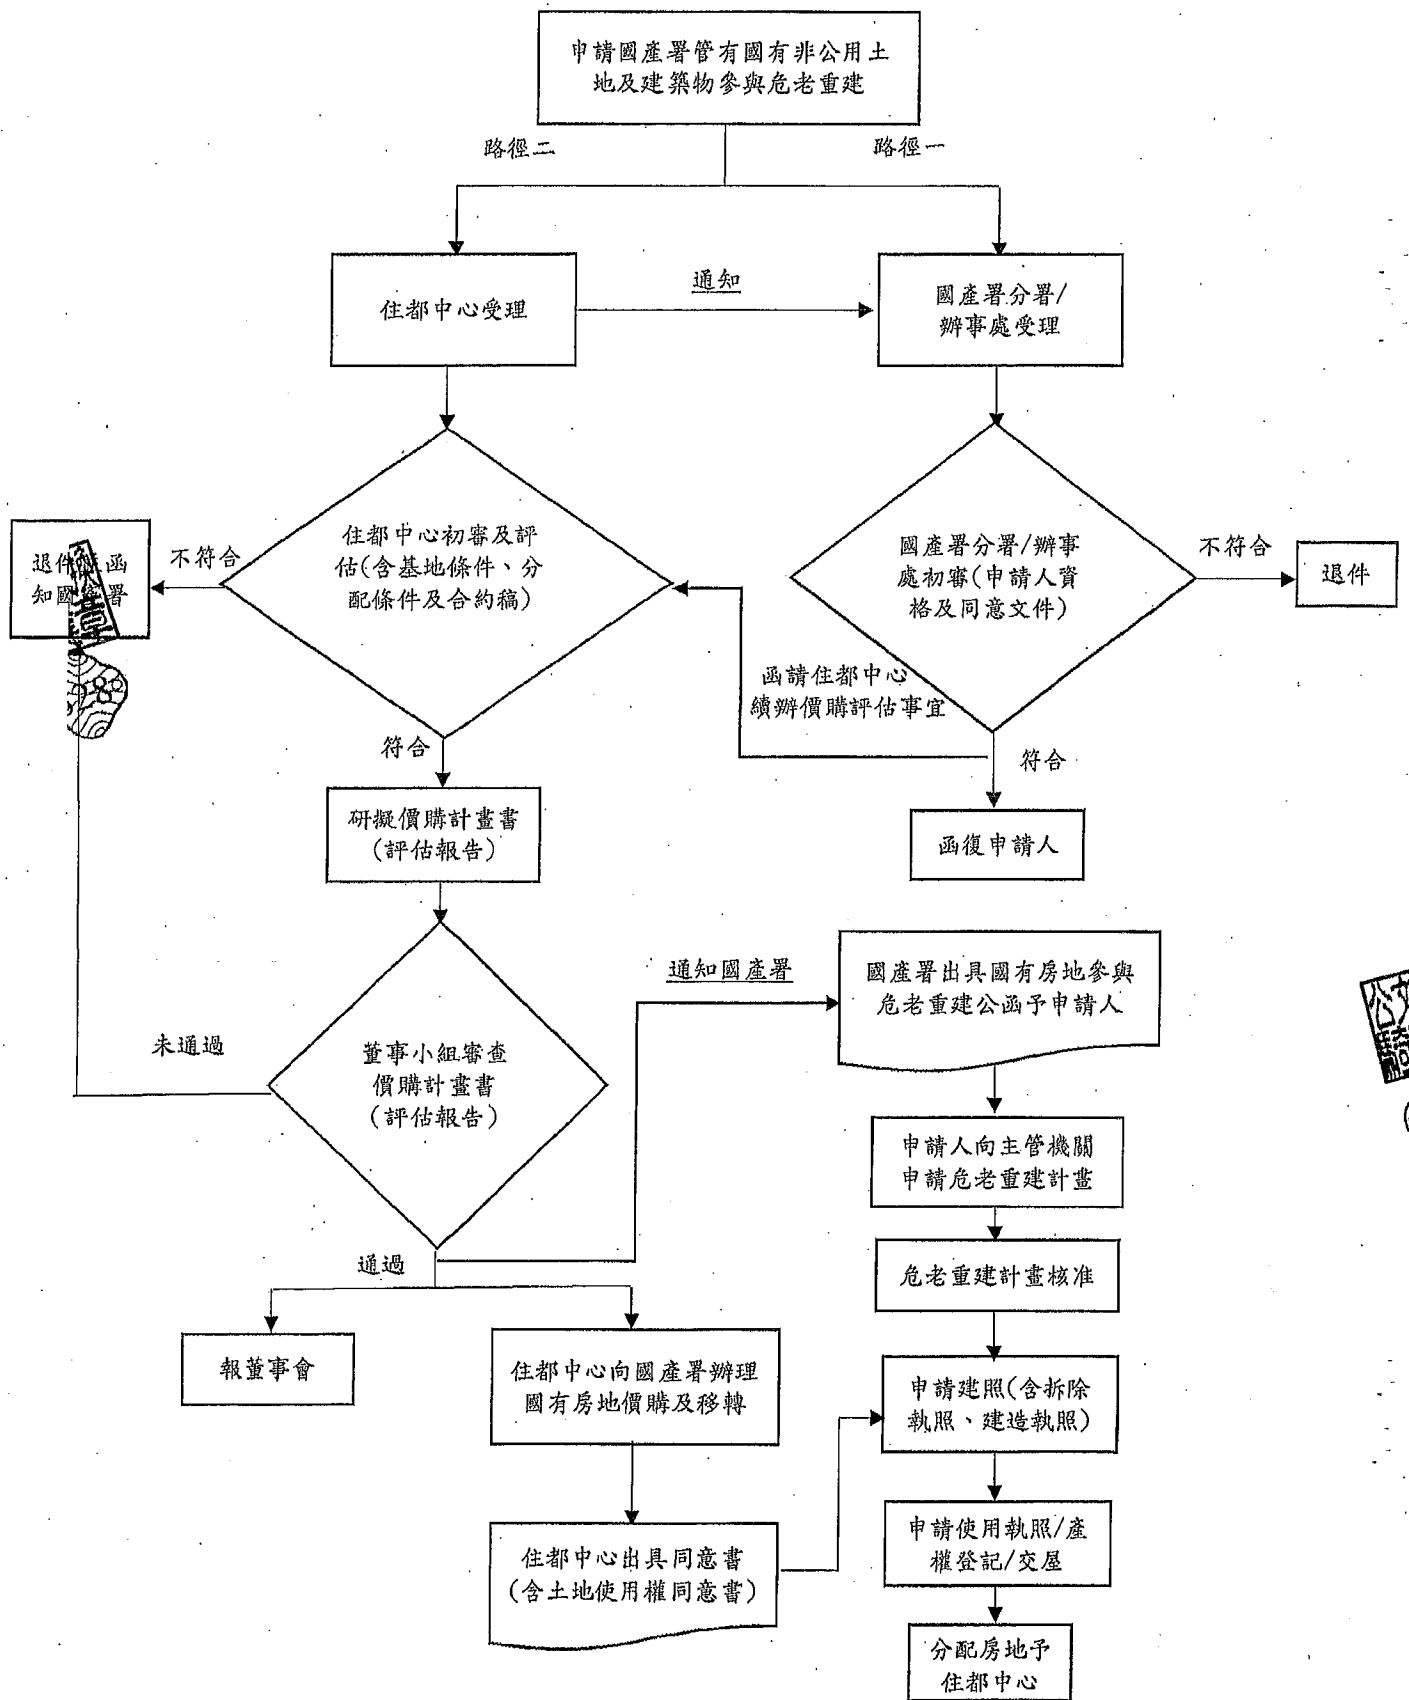 申請國產署管有國有非公用土
地及建築物參與危老重建
路徑二
路徑一
住都中心受理
通知
國產署分署/
辦事處受理
住都中心初審及評
估(含基地條件、分
配條件及合約稿)
不符合
退件
函
知國
署
國產署分署/辦事
處初審(申請人資
格及同意文件)
不符合
退件
函請住都中心
續辦價購評估事宜
符合
符合
函復申請人
研擬價購計畫書
(評估報告)
董事小組審查
價購計畫書
(評估報告)
未通過
通知國產署
國產署出具國有房地參與
危老重建公函予申請人
申請人向主管機關
申請危老重建計畫
危老重建計畫核准
通過
報董事會
住都中心向國產署辦理
國有房地價購及移轉
申請建照(含拆除
執照、建造執照)
住都中心出具同意書
(含土地使用權同意書)
申請使用執照/產
權登記/交屋
分配房地予
住都中心